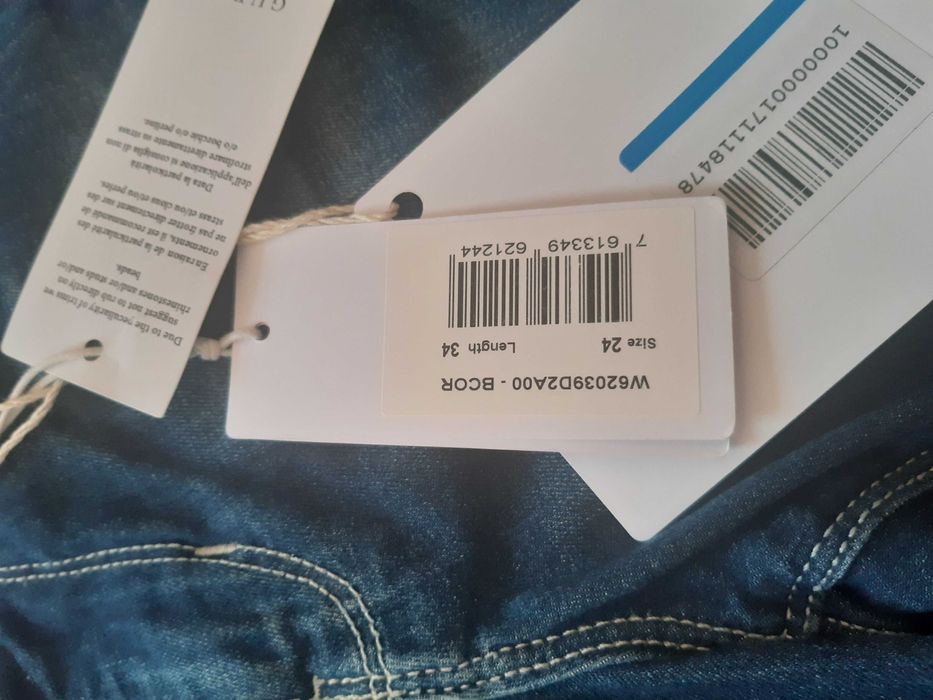 Due to the peculiarity of trims we
suggest not to rub directly on
rhinestones and/or studs and/or
beads.
En raison de la particularité des
ornements, il est recommandé de
ne pas frotter directement sur des
strass et/ou clous et/ou perles.
Data la particolarità
dell'applicazione si consiglia di non
strofinare direttamente su strass
e/o borchie e/o perline.
W62039D2A00 - BCOR
Size 24 Length 34
7 613349 621244